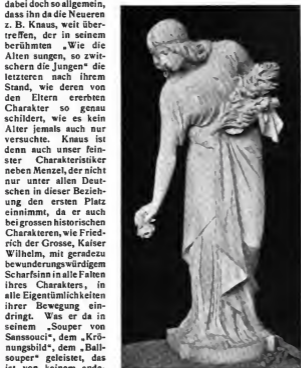 dabei doch so allgemein,
dass ihn da die Neueren
z. B. Knaus, weit über-
treffen, der in seinem
berühmten „Wie die
Alten sungen, so zwit-
schern die Jungen“ die
letzteren nach ihrem
Stand, wie deren von
den Eltern ererbten
Charakter so genau
schildert, wie es kein
Alter jemals auch nur
versuchte. Knaus ist
denn auch unser fein-
ster Charakteristiker
neben Menzel, der nicht
nur unter allen Deut-
schen in dieser Bezieh-
ung den ersten Platz
einnimmt, da er auch
bei grossen historischen
Charakteren, wie Fried-
rich der Grosse, Kaiser
Wilhelm, mit geradezu
bewunderungswürdigem
Scharfsinn in alle Falten
ihres Charakters, in
alle Eigentümlichkeiten
ihrer Bewegung ein-
dringt. Was er da in
seinem „Souper von
Sanssouci“, dem „Krö-
nungsbild“, dem „Ball-
souper“ geleistet, das
ist von keinem